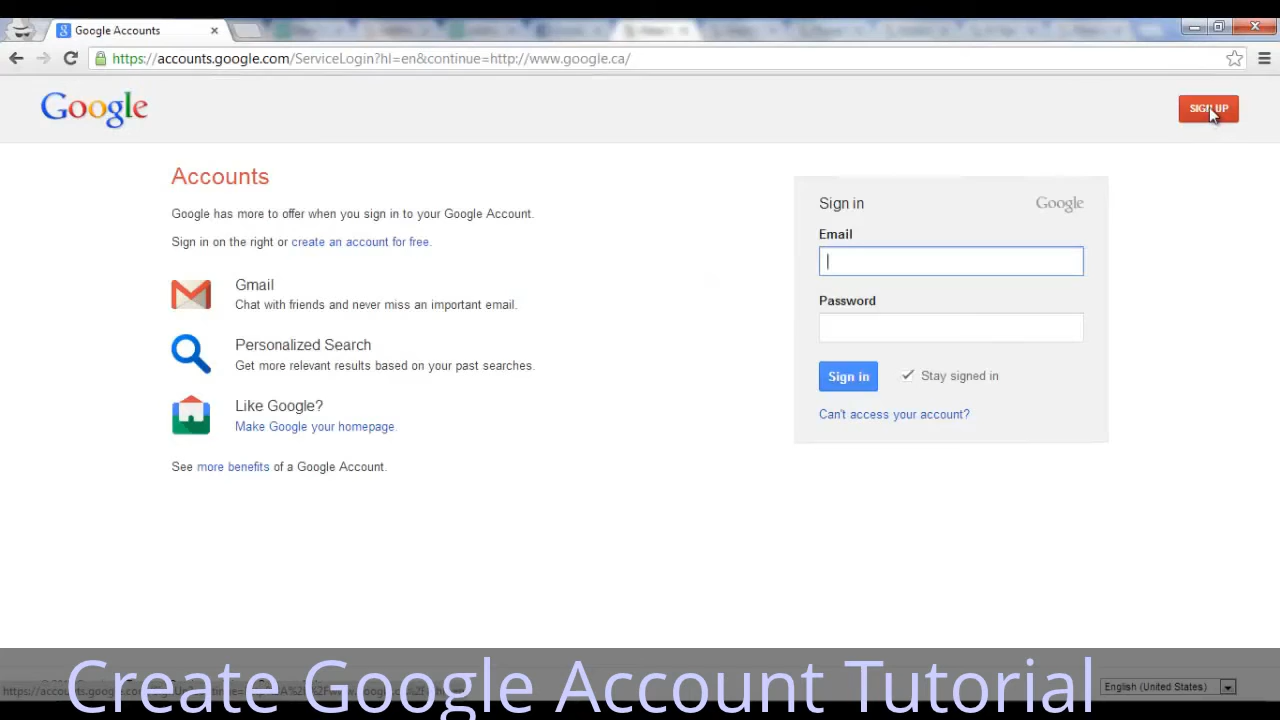 Google Accounts
https://accounts.google.com/ServiceLogin?hl=en&continue=http://www.google.ca/
Google
SIGN UP
Accounts
Google has more to offer when you sign in to your Google Account.
Sign in on the right or create an account for free.
Gmail
Chat with friends and never miss an important email.
Personalized Search
Get more relevant results based on your past searches.
Like Google?
Make Google your homepage.
See more benefits of a Google Account.
Sign in
Google
Email
Password
Sign in
Stay signed in
Can't access your account?
Create Google Account Tutorial
English (United States)